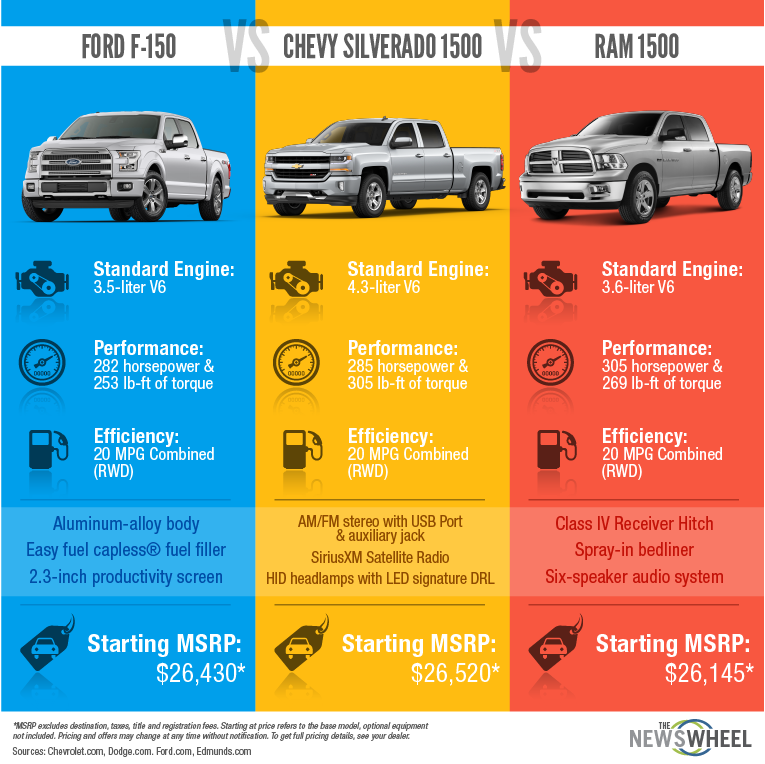 FORD F-150
VS
CHEVY SILVERADO 1500
VS
RAM 1500
Standard Engine:
3.5-liter V6
Performance:
282 horsepower &
253 lb-ft of torque
Efficiency:
20 MPG Combined
(RWD)
Aluminum-alloy body
Easy fuel capless® fuel filler
2.3-inch productivity screen
Starting MSRP:
$26,430*
Standard Engine:
4.3-liter V6
Performance:
285 horsepower &
305 lb-ft of torque
Efficiency:
20 MPG Combined
(RWD)
AM/FM stereo with USB Port
& auxiliary jack
SiriusXM Satellite Radio
HID headlamps with LED signature DRL
Starting MSRP:
$26,520*
Standard Engine:
3.6-liter V6
Performance:
305 horsepower &
269 lb-ft of torque
Efficiency:
20 MPG Combined
(RWD)
Class IV Receiver Hitch
Spray-in bedliner
Six-speaker audio system
Starting MSRP:
$26,145*
*MSRP excludes destination, taxes, title and registration fees. Starting at price refers to the base model, optional equipment
not included. Pricing and offers may change at any time without notification. To get full pricing details, see your dealer.
Sources: Chevrolet.com, Dodge.com. Ford.com, Edmunds.com
THE
NEWSWHEEL